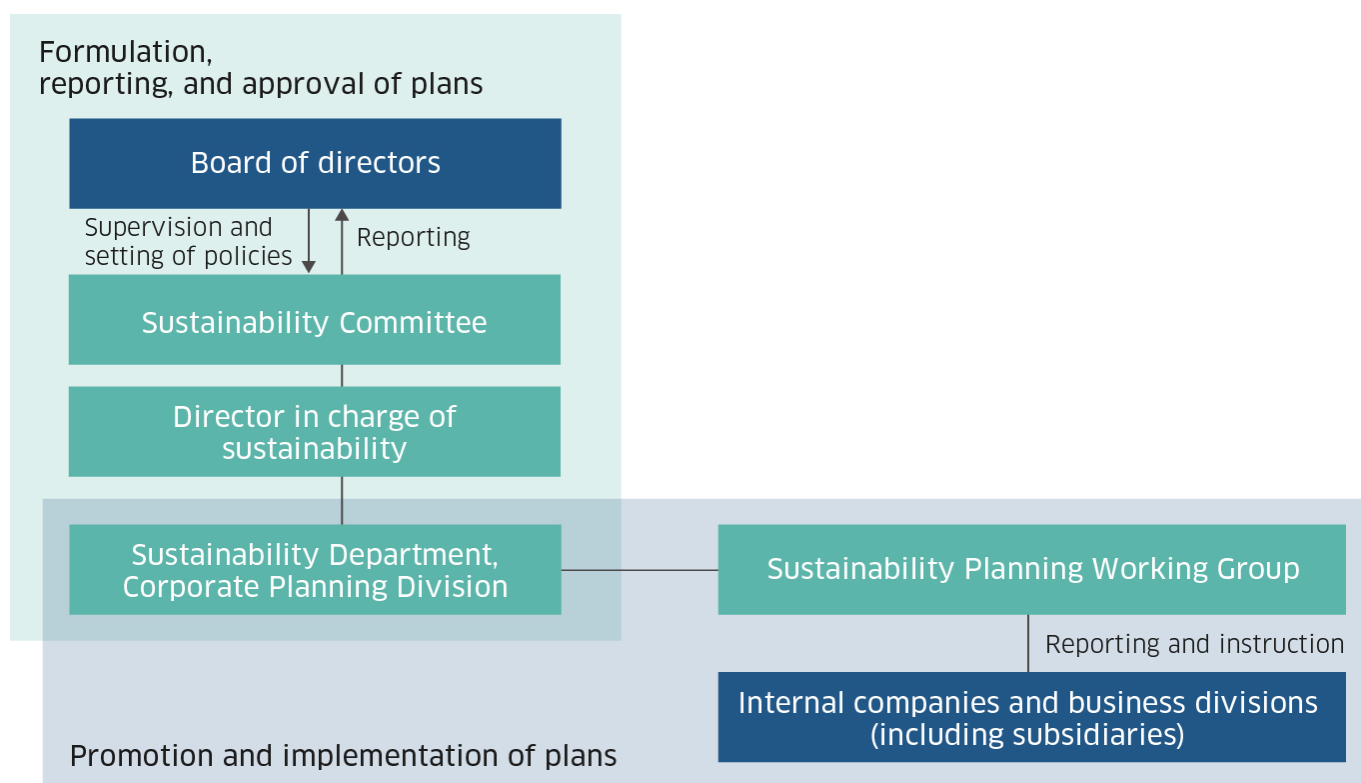 Formulation,
reporting, and approval of plans
Board of directors
Supervision and
setting of policies
Reporting
Sustainability Committee
Director in charge of
sustainability
Sustainability Department,
Corporate Planning Division
Sustainability Planning Working Group
Reporting and instruction
Internal companies and business divisions
(including subsidiaries)
Promotion and implementation of plans